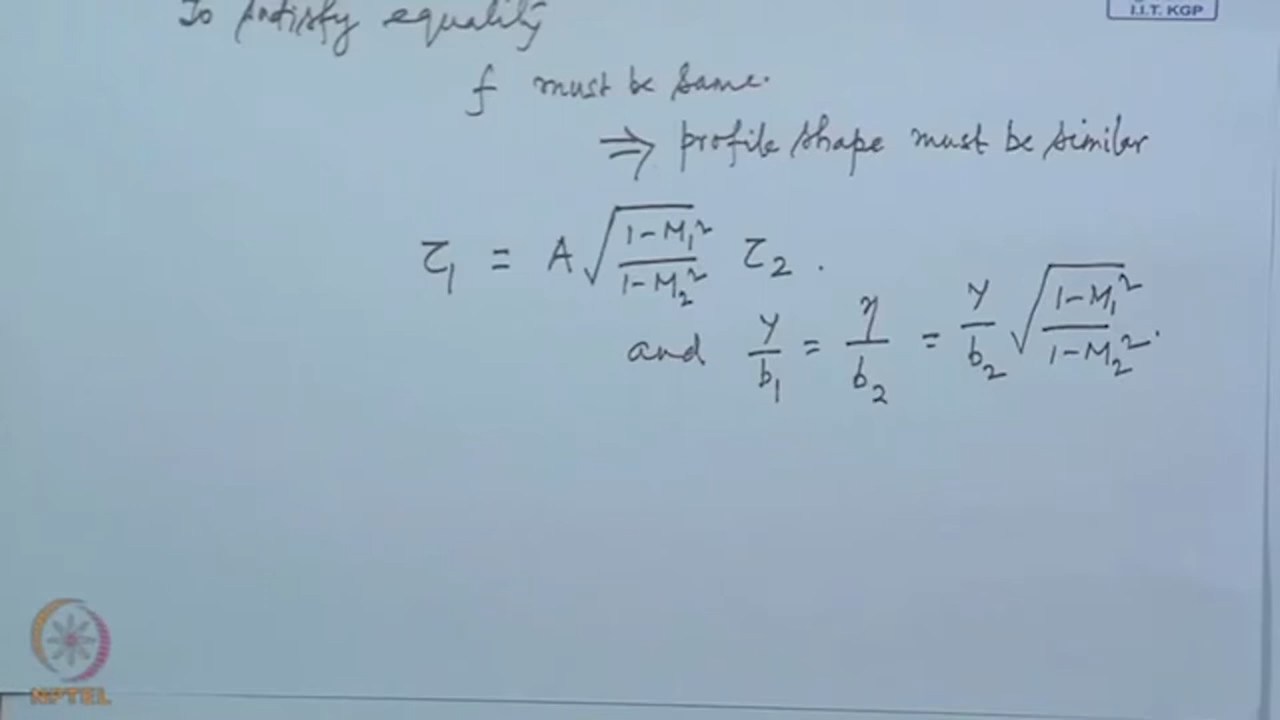 I.I.T. KGP
To satisfy equality
f must be same.
⇒ profile shape must be similar
τ₁ = A √((1-M₁²)/(1-M₂²)) τ₂ .
and y/b₁ = η/b₂ = y/b₂ √((1-M₁²)/(1-M₂²)) .
NPTEL